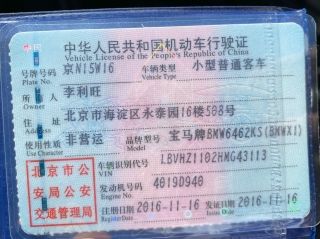 中华人民共和国机动车行驶证
Vehicle License of the People's Republic of China
号牌号码 京N15W16 车辆类型 小型普通客车
Plate No. Vehicle Type
所有人 李利旺
Owner
住址 北京市海淀区永泰园16楼508号
Address
使用性质 非营运 品牌型号 宝马牌BMW6462KS(BMWX1)
Use Character Model
北京市公 车辆识别代号 LBVHZ1102HMG43113
VIN
安局公安 发动机号码 40190940
Engine No.
交通管理局 注册日期 2016-11-16 发证日期 2016-11-16
Register Date Issue Date